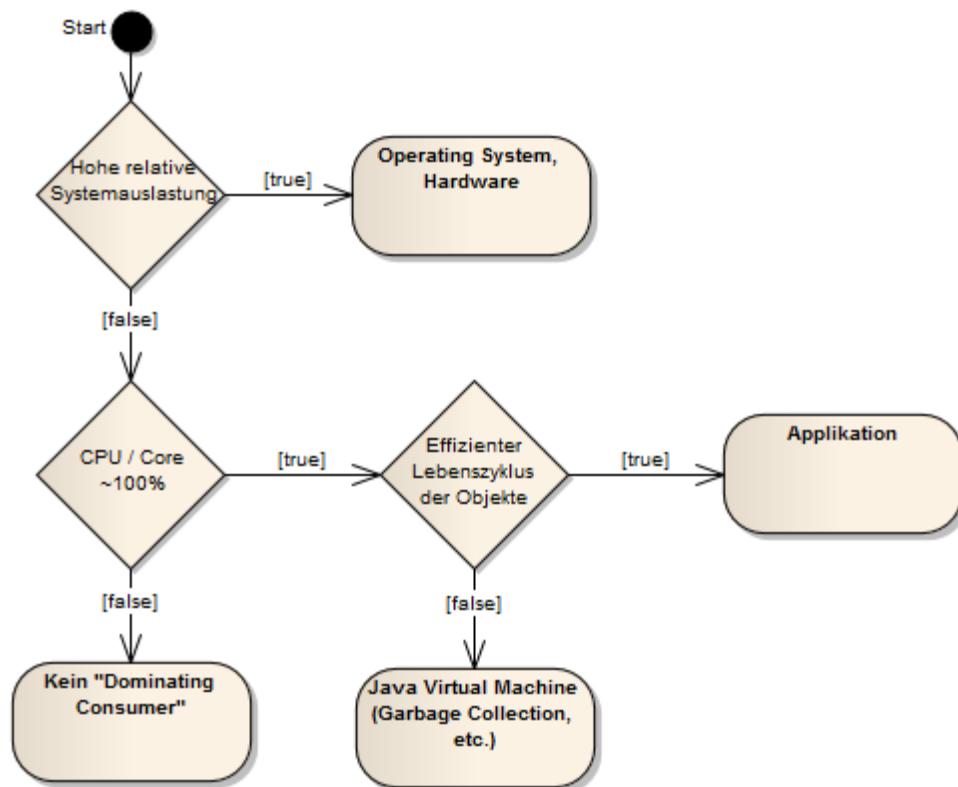 Start
Hohe relative
Systemauslastung
[true]
Operating System,
Hardware
[false]
CPU / Core
~100%
[true]
Effizienter
Lebenszyklus
der Objekte
[true]
Applikation
[false]
[false]
Kein "Dominating
Consumer"
Java Virtual Machine
(Garbage Collection,
etc.)